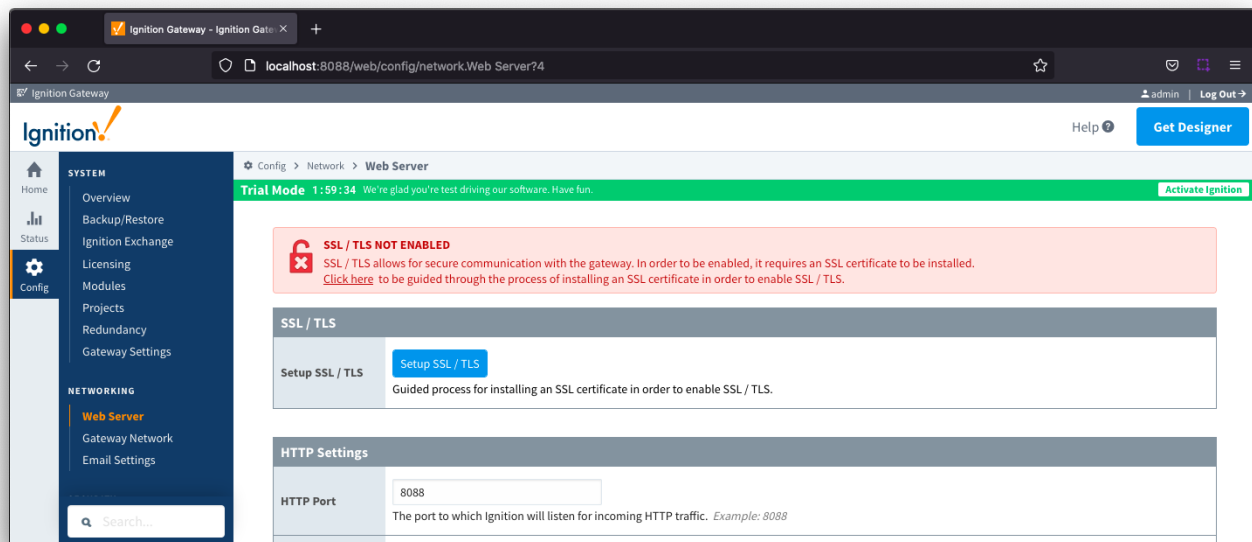 Ignition Gateway - Ignition Gate
localhost:8088/web/config/network.Web Server?4
Ignition Gateway
admin | Log Out
Ignition!
Help
Get Designer
Home
Status
Config
SYSTEM
Overview
Backup/Restore
Ignition Exchange
Licensing
Modules
Projects
Redundancy
Gateway Settings
NETWORKING
Web Server
Gateway Network
Email Settings
Search...
Config > Network > Web Server
Trial Mode 1:59:34 We're glad you're test driving our software. Have fun.
Activate Ignition
SSL / TLS NOT ENABLED
SSL / TLS allows for secure communication with the gateway. In order to be enabled, it requires an SSL certificate to be installed.
Click here to be guided through the process of installing an SSL certificate in order to enable SSL / TLS.
SSL / TLS
Setup SSL / TLS
Setup SSL / TLS
Guided process for installing an SSL certificate in order to enable SSL / TLS.
HTTP Settings
HTTP Port
8088
The port to which Ignition will listen for incoming HTTP traffic. Example: 8088